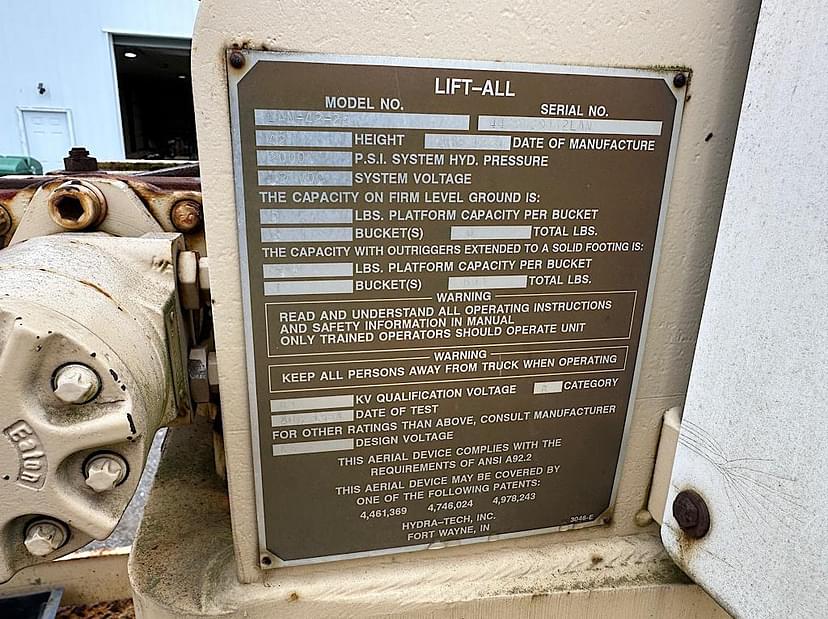 LIFT-ALL
MODEL NO.
SERIAL NO.
HEIGHT
DATE OF MANUFACTURE
P.S.I. SYSTEM HYD. PRESSURE
SYSTEM VOLTAGE
THE CAPACITY ON FIRM LEVEL GROUND IS:
LBS. PLATFORM CAPACITY PER BUCKET
BUCKET(S) TOTAL LBS.
THE CAPACITY WITH OUTRIGGERS EXTENDED TO A SOLID FOOTING IS:
LBS. PLATFORM CAPACITY PER BUCKET
BUCKET(S) TOTAL LBS.
WARNING
READ AND UNDERSTAND ALL OPERATING INSTRUCTIONS
AND SAFETY INFORMATION IN MANUAL
ONLY TRAINED OPERATORS SHOULD OPERATE UNIT
WARNING
KEEP ALL PERSONS AWAY FROM TRUCK WHEN OPERATING
KV QUALIFICATION VOLTAGE CATEGORY
DATE OF TEST
FOR OTHER RATINGS THAN ABOVE, CONSULT MANUFACTURER
DESIGN VOLTAGE
THIS AERIAL DEVICE COMPLIES WITH THE
REQUIREMENTS OF ANSI A92.2
THIS AERIAL DEVICE MAY BE COVERED BY
ONE OF THE FOLLOWING PATENTS:
4,461,369 4,746,024 4,978,243
HYDRA-TECH, INC.
FORT WAYNE, IN
3046-E
Eaton